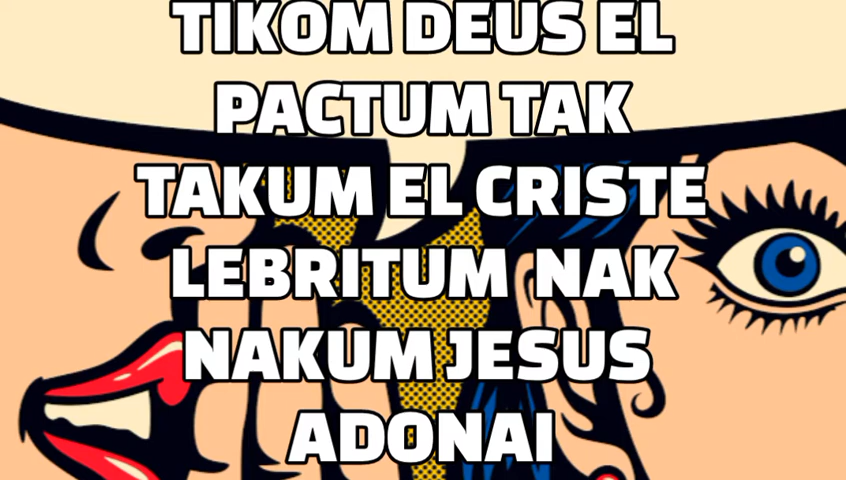 TIKOM DEUS EL
PACTUM TAK
TAKUM EL CRISTE
LEBRITUM NAK
NAKUM JESUS
ADONAI